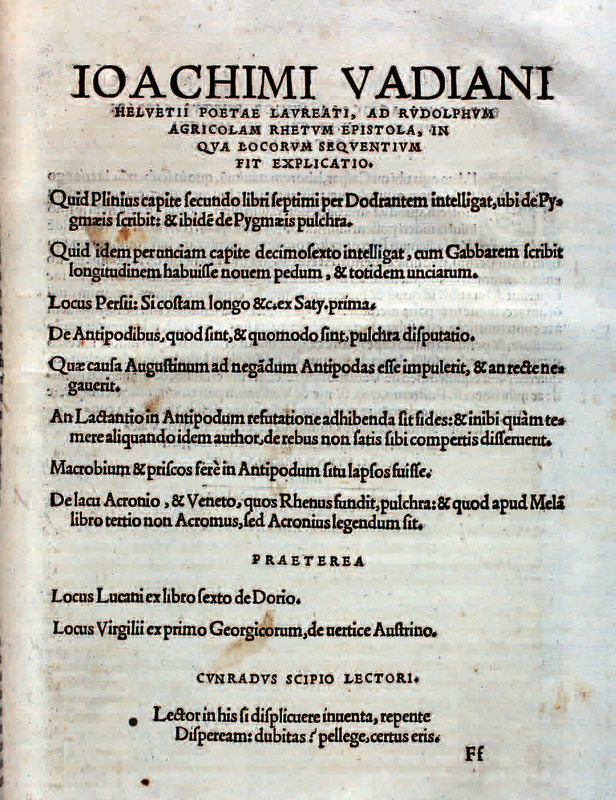 IOACHIMI VADIANI
HELVETII POETAE LAVREATI, AD RVDOLPHVM
AGRICOLAM RHETVM EPISTOLA, IN
QVA LOCORVM SEQVENTIVM
FIT EXPLICATIO.
Quid Plinius capite ſecundo libri ſeptimi per Dodrantem intelligat, ubi de Py⸗
gmæis ſcribit: & ibidē de Pygmæis pulchra.
Quid idem per unciam capite decimoſexto intelligat, cum Gabbarem ſcribit
longitudinem habuiſſe nouem pedum, & totidem unciarum.
Locus Perſii: Si coſtam longo &c. ex Saty. prima.
De Antipodibus, quod ſint, & quomodo ſint, pulchra diſputatio.
Quæ cauſa Auguſtinum ad negādum Antipodas eſſe impulerit, & an recte ne⸗
gauerit.
An Lactantio in Antipodum refutatione adhibenda ſit fides: & inibi quàm te⸗
mere aliquando idem author, de rebus non ſatis ſibi compertis diſſeruerit.
Macrobium & priſcos ferè in Antipodum ſitu lapſos fuiſſe.
De lacu Acronio, & Veneto, quos Rhenus fundit, pulchra: & quod apud Melā
libro tertio non Acromus, ſed Acronius legendum ſit.
PRAETEREA
Locus Lucani ex libro ſexto de Dorio.
Locus Virgilii ex primo Georgicorum, de uertice Auſtrino.
CVNRADVS SCIPIO LECTORI.
Lector in his ſi diſplicuere inuenta, repente
Diſpeream: dubitas? pellege, certus eris.
Ff